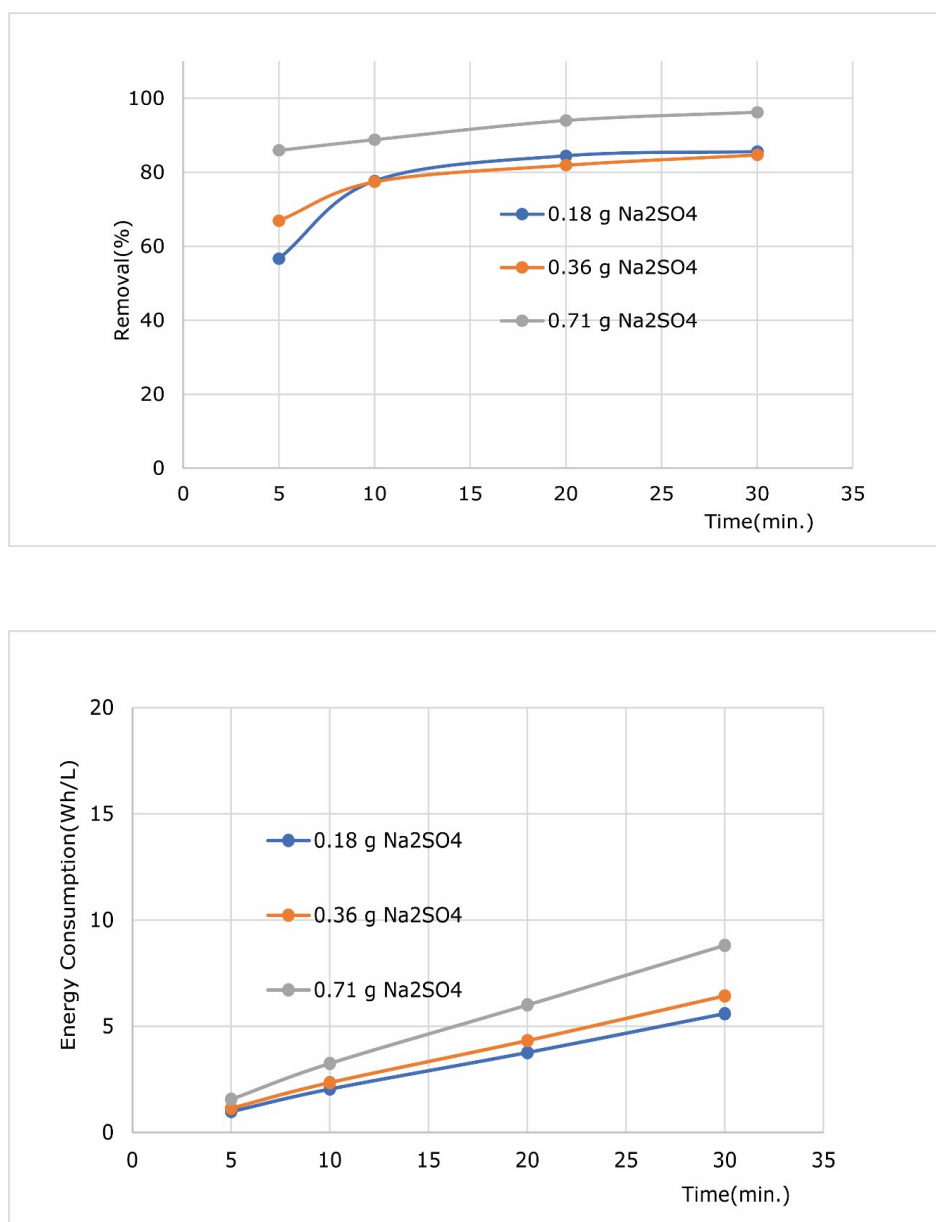 100
80
60
40
20
0
Removal(%)
0.18 g Na2SO4
0.36 g Na2SO4
0.71 g Na2SO4
0 5 10 15 20 25 30 35
Time(min.)
20
15
10
5
0
Energy Consumption(Wh/L)
0.18 g Na2SO4
0.36 g Na2SO4
0.71 g Na2SO4
0 5 10 15 20 25 30 35
Time(min.)